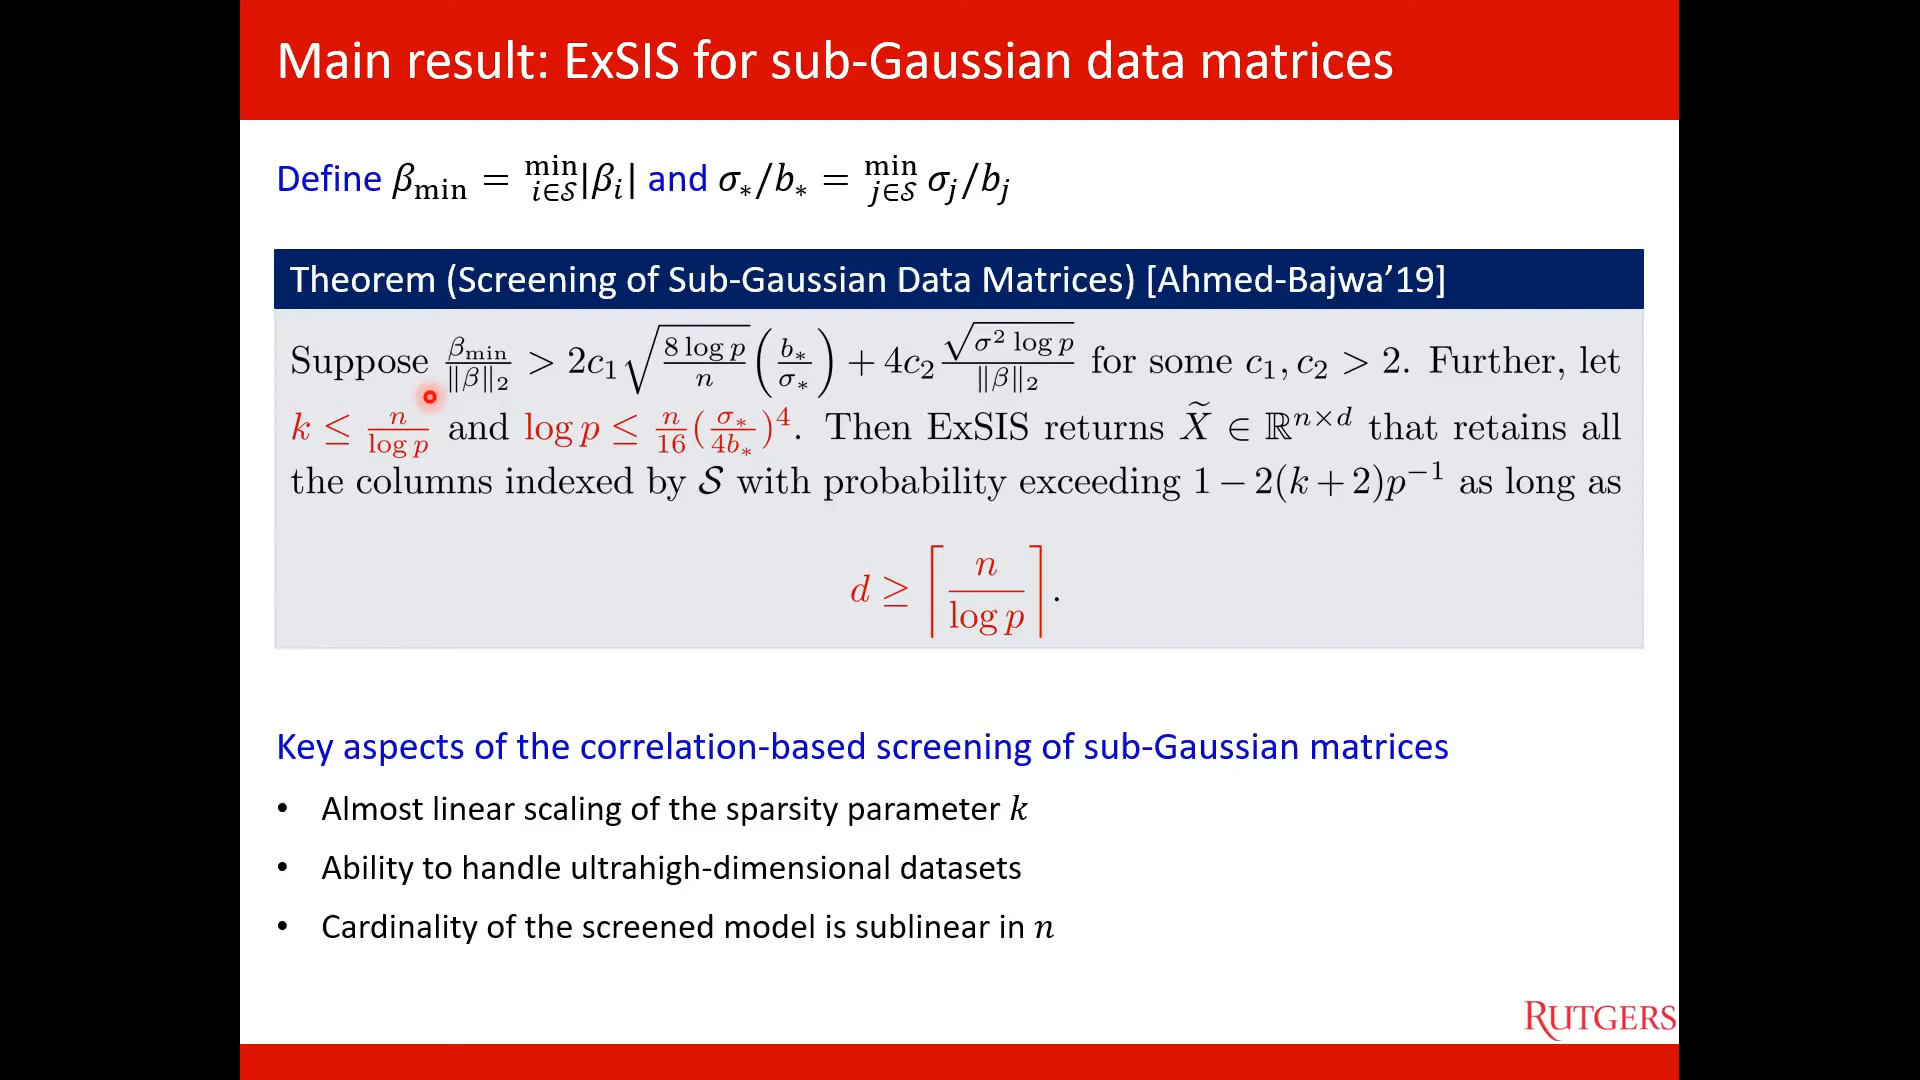 Main result: ExSIS for sub-Gaussian data matrices
Define β_min = min_{i∈𝒮} |β_i| and σ_*/b_* = min_{j∈𝒮} σ_j/b_j
Theorem (Screening of Sub-Gaussian Data Matrices) [Ahmed-Bajwa’19]
Suppose β_min/‖β‖_2 > 2c_1 √(8 log p/n) (b_*/σ_*) + 4c_2 √(σ^2 log p)/‖β‖_2 for some c_1, c_2 > 2. Further, let
k ≤ n/log p and log p ≤ n/16 (σ_*/4b_*)^4. Then ExSIS returns X̃ ∈ ℝ^{n×d} that retains all
the columns indexed by 𝒮 with probability exceeding 1 − 2(k + 2)p^{−1} as long as
d ≥ ⌈n/log p⌉.
Key aspects of the correlation-based screening of sub-Gaussian matrices
• Almost linear scaling of the sparsity parameter k
• Ability to handle ultrahigh-dimensional datasets
• Cardinality of the screened model is sublinear in n
RUTGERS